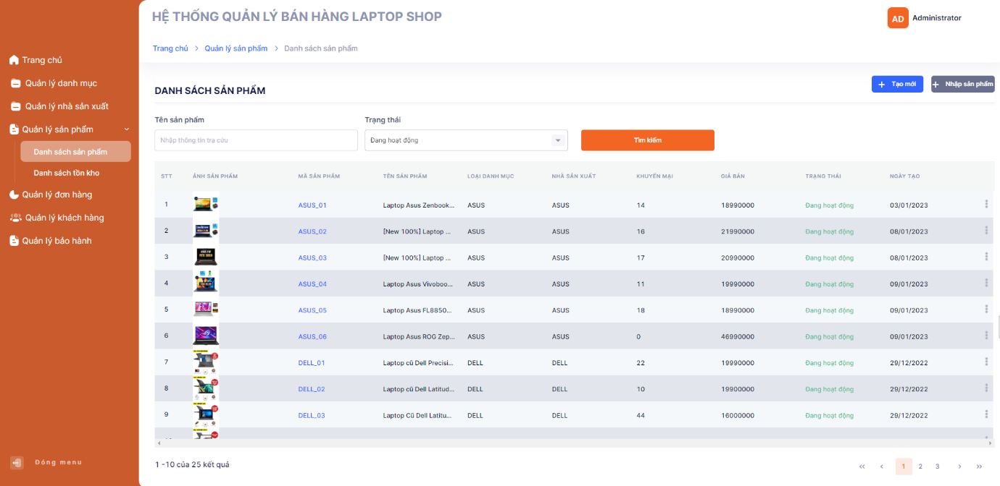 HỆ THỐNG QUẢN LÝ BÁN HÀNG LAPTOP SHOP
AD Administrator
Trang chủ > Quản lý sản phẩm > Danh sách sản phẩm
Trang chủ
Quản lý danh mục
Quản lý nhà sản xuất
Quản lý sản phẩm
Danh sách sản phẩm
Danh sách tồn kho
Quản lý đơn hàng
Quản lý khách hàng
Quản lý bảo hành
Đóng menu
DANH SÁCH SẢN PHẨM
+ Tạo mới + Nhập sản phẩm
Tên sản phẩm Trạng thái
Nhập thông tin tra cứu Đang hoạt động Tìm kiếm
STT ẢNH SẢN PHẨM MÃ SẢN PHẨM TÊN SẢN PHẨM LOẠI DANH MỤC NHÀ SẢN XUẤT KHUYẾN MẠI GIÁ BÁN TRẠNG THÁI NGÀY TẠO
1 ASUS_01 Laptop Asus Zenbook... ASUS ASUS 14 18990000 Đang hoạt động 03/01/2023
2 ASUS_02 [New 100%] Laptop ... ASUS ASUS 16 21990000 Đang hoạt động 08/01/2023
3 ASUS_03 [New 100%] Laptop ... ASUS ASUS 17 20990000 Đang hoạt động 08/01/2023
4 ASUS_04 Laptop Asus Vivoboo... ASUS ASUS 11 19990000 Đang hoạt động 09/01/2023
5 ASUS_05 Laptop Asus FL8850... ASUS ASUS 18 18990000 Đang hoạt động 09/01/2023
6 ASUS_06 Laptop Asus ROG Zep... ASUS ASUS 0 46990000 Đang hoạt động 09/01/2023
7 DELL_01 Laptop cũ Dell Precisi... DELL DELL 22 19990000 Đang hoạt động 29/12/2022
8 DELL_02 Laptop cũ Dell Latitud... DELL DELL 10 19900000 Đang hoạt động 29/12/2022
9 DELL_03 Laptop Cũ Dell Latitu... DELL DELL 44 16000000 Đang hoạt động 29/12/2022
1 -10 của 25 kết quả
« ‹ 1 2 3 › »